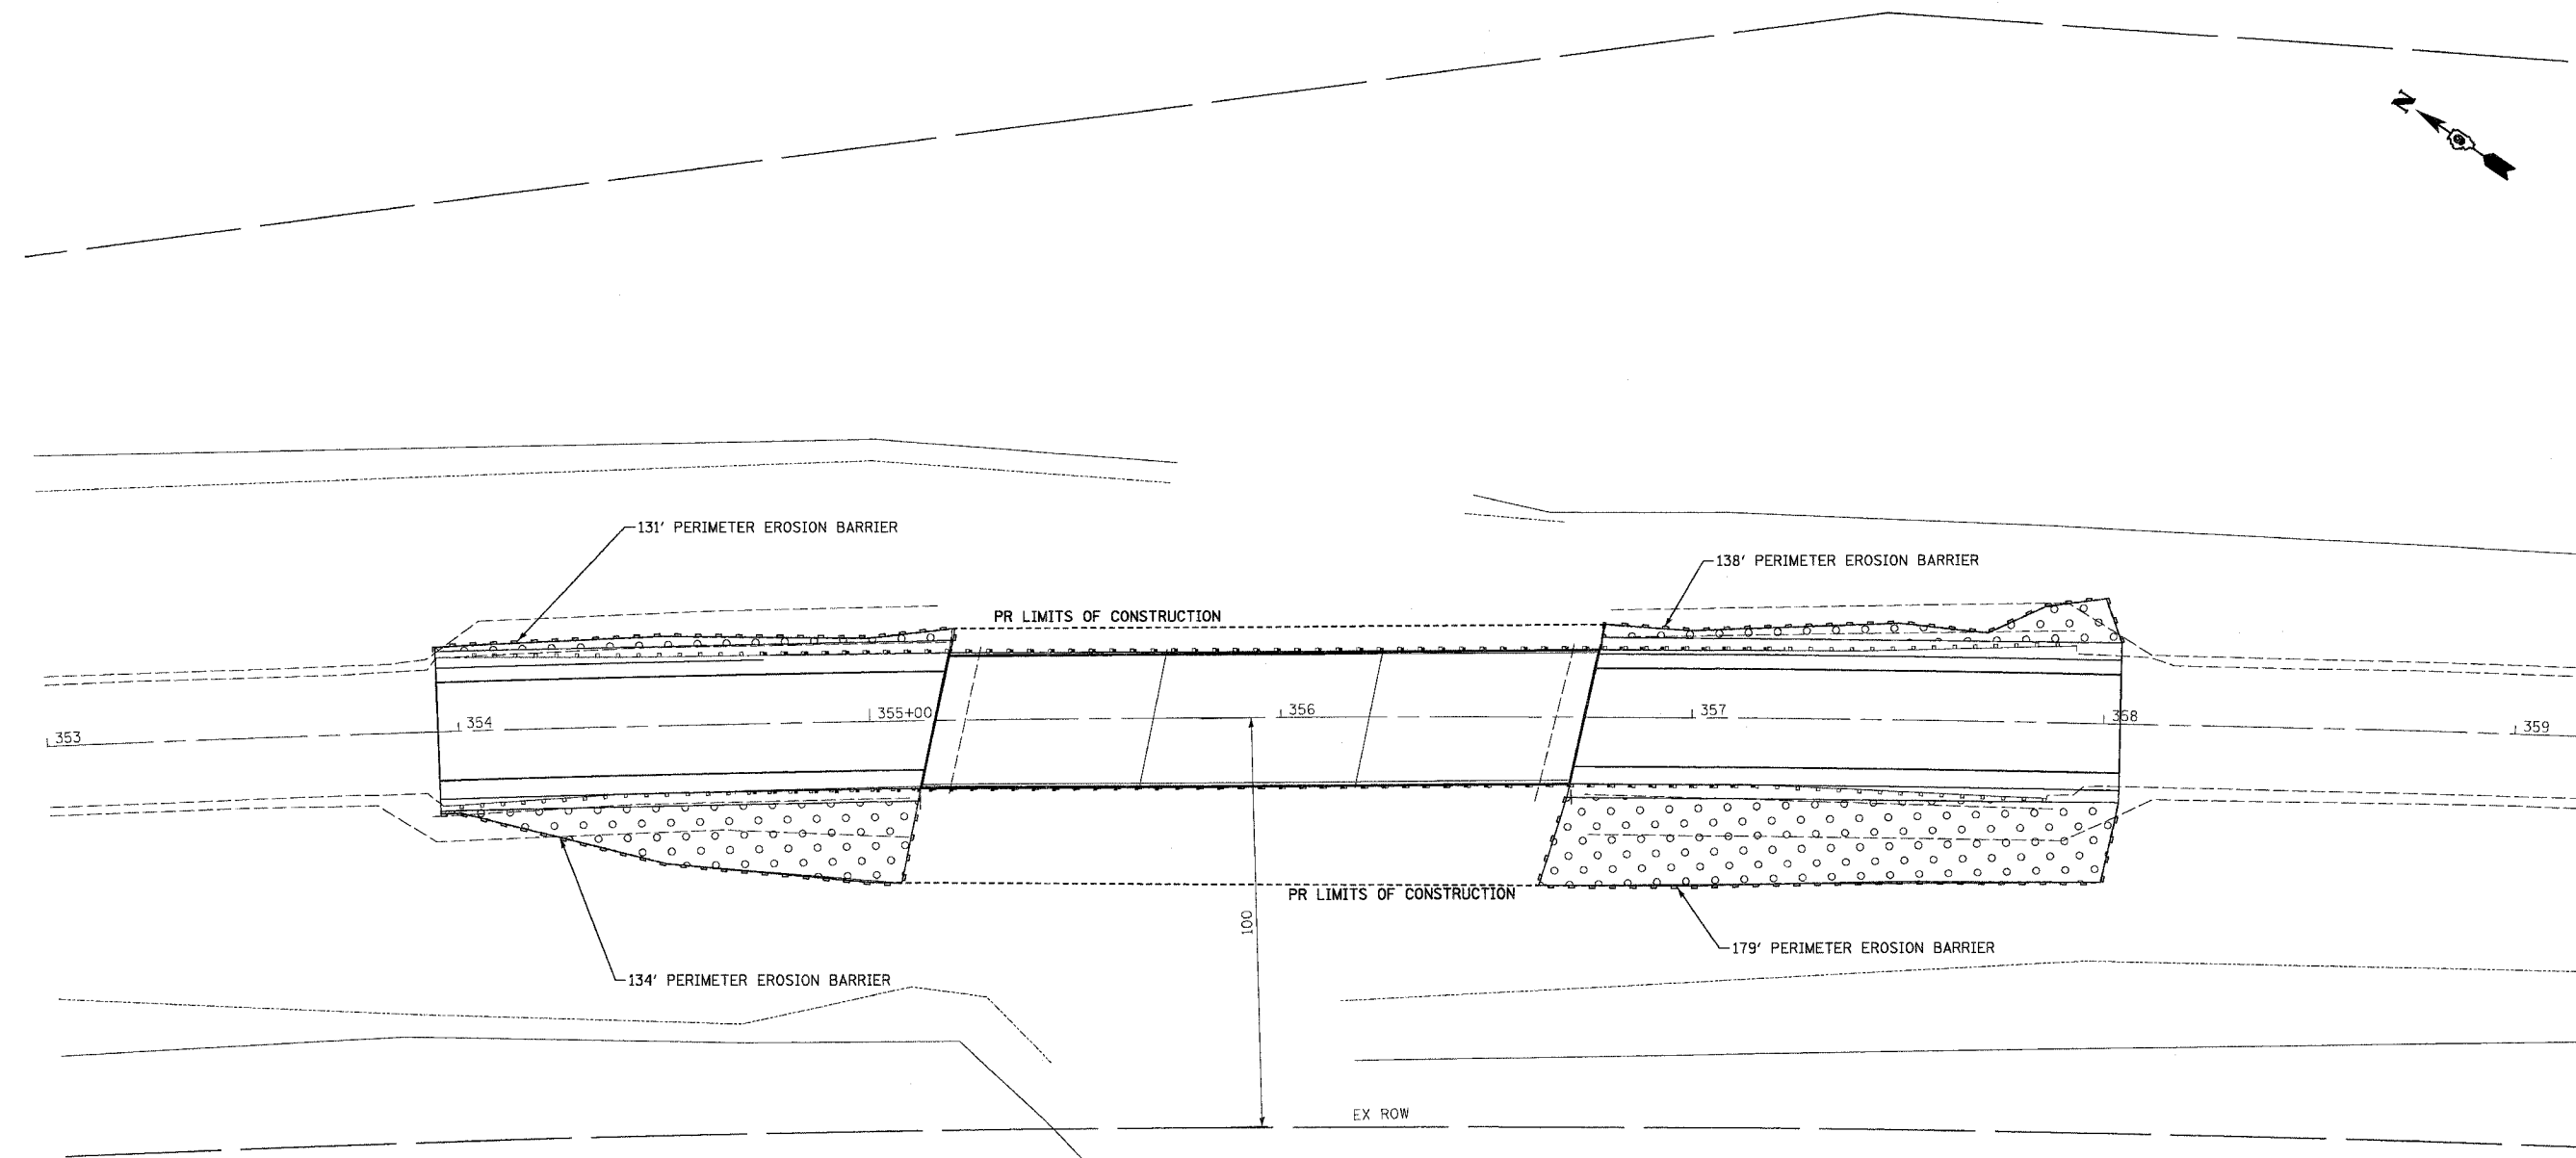 N
131' PERIMETER EROSION BARRIER
138' PERIMETER EROSION BARRIER
PR LIMITS OF CONSTRUCTION
353
354
355+00
356
357
358
359
PR LIMITS OF CONSTRUCTION
100
179' PERIMETER EROSION BARRIER
134' PERIMETER EROSION BARRIER
EX ROW